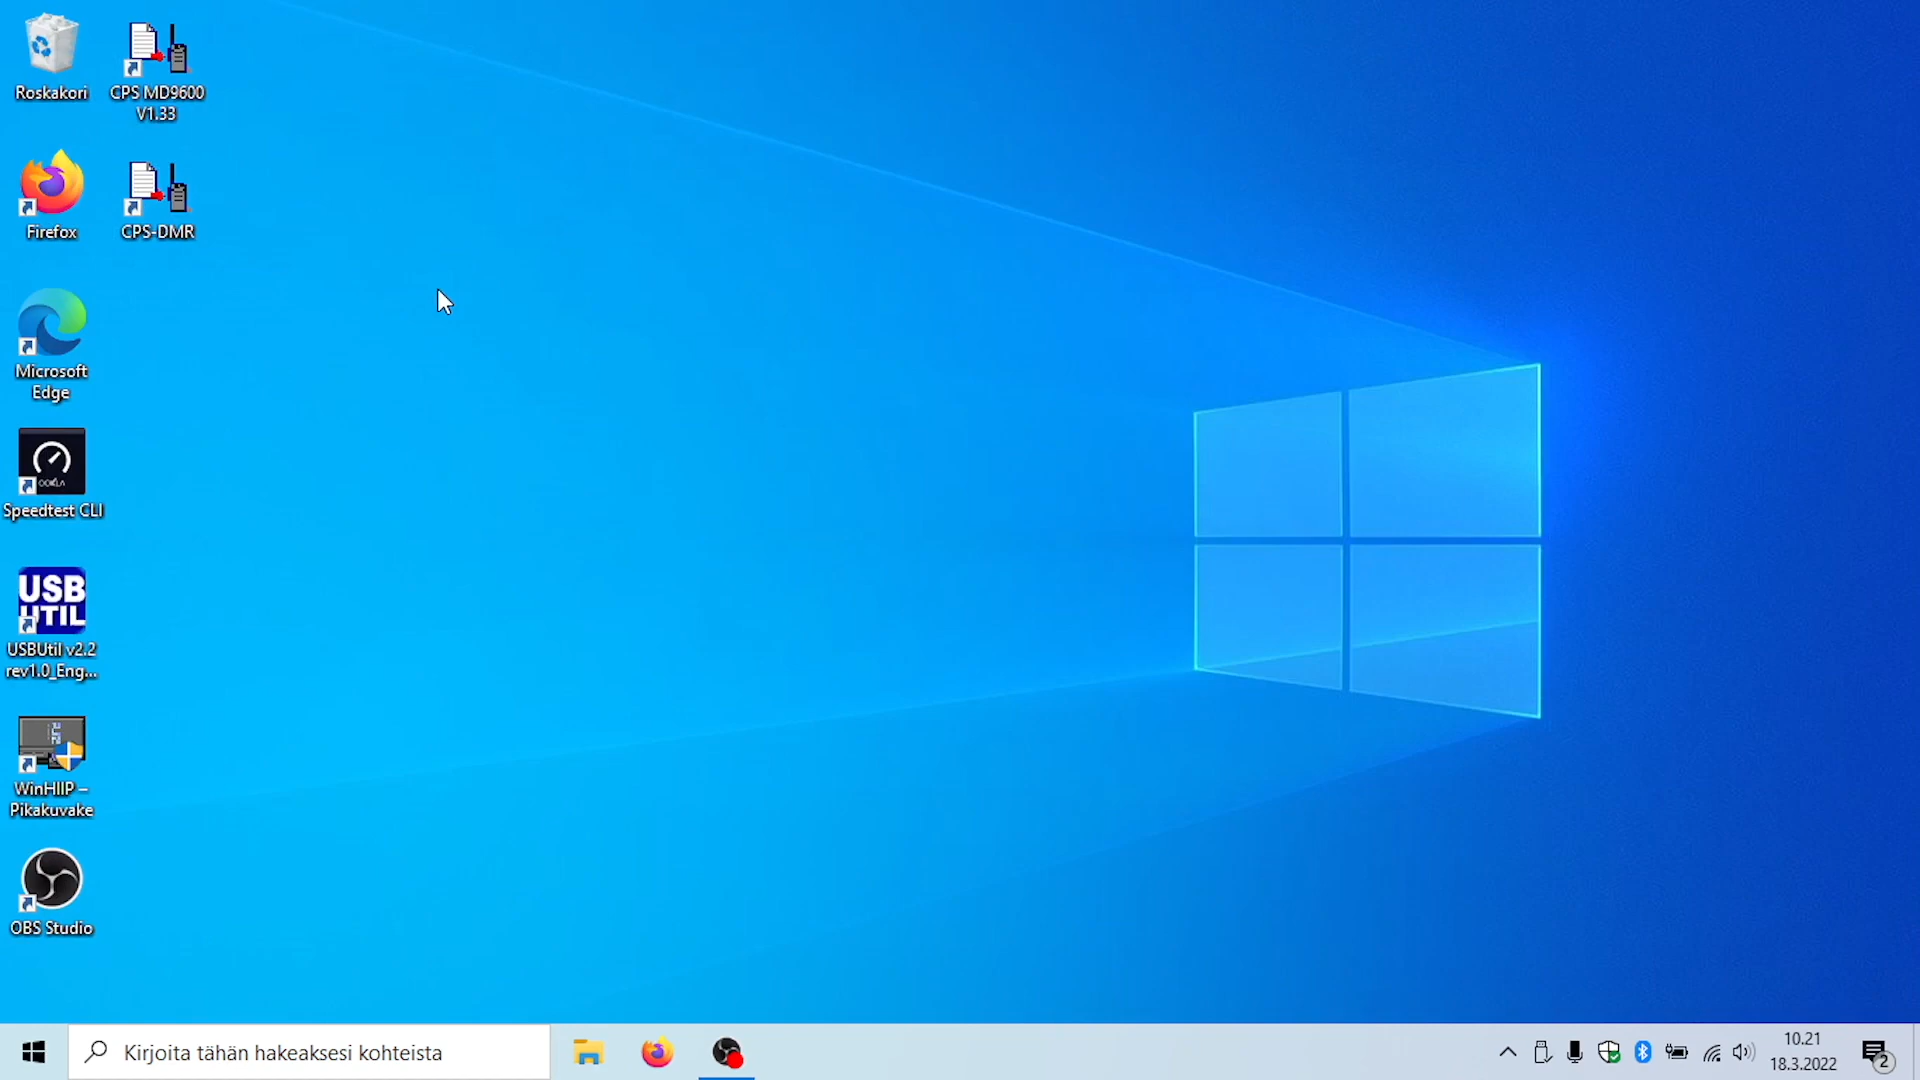 Roskakori
CPS MD9600
V1.33
Firefox
CPS-DMR
Microsoft
Edge
OOKLA
Speedtest CLI
USB
UTIL
USBUtil v2.2
rev1.0_Eng...
WinHIIP –
Pikakuvake
OBS Studio
Kirjoita tähän hakeaksesi kohteista
10.21
18.3.2022
2